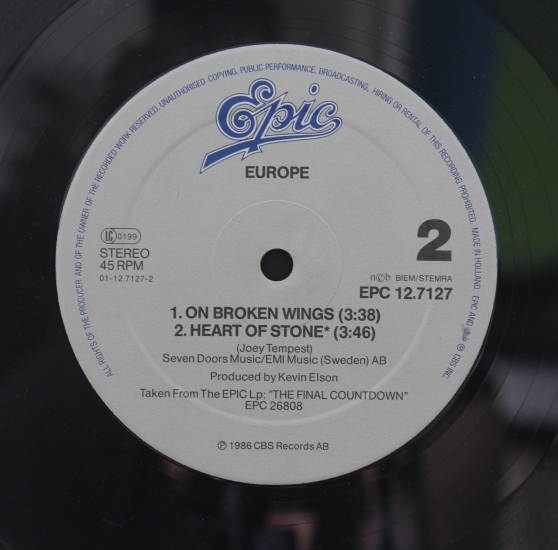 ALL RIGHTS OF THE PRODUCER AND OF THE OWNER OF THE RECORDED WORK RESERVED. UNAUTHORISED COPYING, PUBLIC PERFORMANCE, BROADCASTING, HIRING OR RENTAL OF THIS RECORDING PROHIBITED. MADE IN HOLLAND EPIC AND ℗ CBS INC.
Epic
EUROPE
LC 0199
STEREO
45 RPM
01-12.7127-2
2
n©b BIEM/STEMRA
EPC 12.7127
1. ON BROKEN WINGS (3:38)
2. HEART OF STONE* (3:46)
(Joey Tempest)
Seven Doors Music/EMI Music (Sweden) AB
Produced by Kevin Elson
Taken From The EPIC Lp: "THE FINAL COUNTDOWN"
EPC 26808
℗ 1986 CBS Records AB